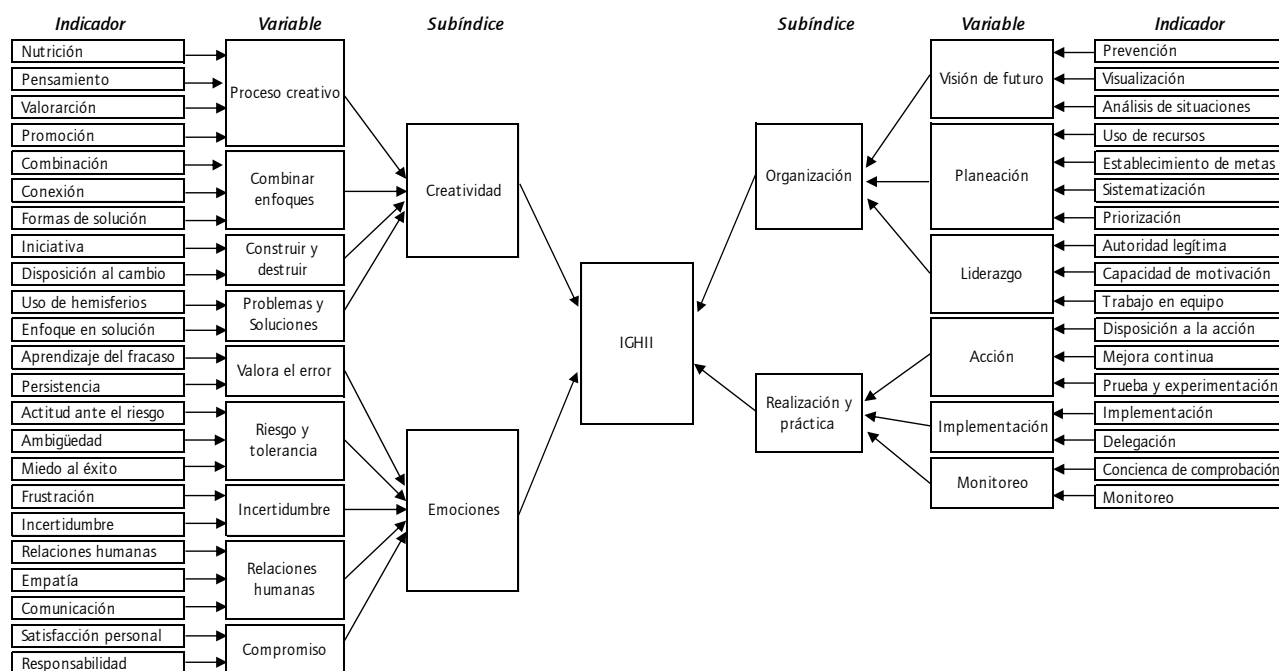 Indicador
Variable
Subíndice
Subíndice
Variable
Indicador
Nutrición
Pensamiento
Valorarción
Promoción
Combinación
Conexión
Formas de solución
Iniciativa
Disposición al cambio
Uso de hemisferios
Enfoque en solución
Aprendizaje del fracaso
Persistencia
Actitud ante el riesgo
Ambigüedad
Miedo al éxito
Frustración
Incertidumbre
Relaciones humanas
Empatía
Comunicación
Satisfacción personal
Responsabilidad
Proceso creativo
Combinar
enfoques
Construir y
destruir
Problemas y
Soluciones
Valora el error
Riesgo y
tolerancia
Incertidumbre
Relaciones
humanas
Compromiso
Creatividad
Emociones
IGHII
Organización
Realización y
práctica
Visión de futuro
Planeación
Liderazgo
Acción
Implementación
Monitoreo
Prevención
Visualización
Análisis de situaciones
Uso de recursos
Establecimiento de metas
Sistematización
Priorización
Autoridad legítima
Capacidad de motivación
Trabajo en equipo
Disposición a la acción
Mejora continua
Prueba y experimentación
Implementación
Delegación
Concienca de comprobación
Monitoreo